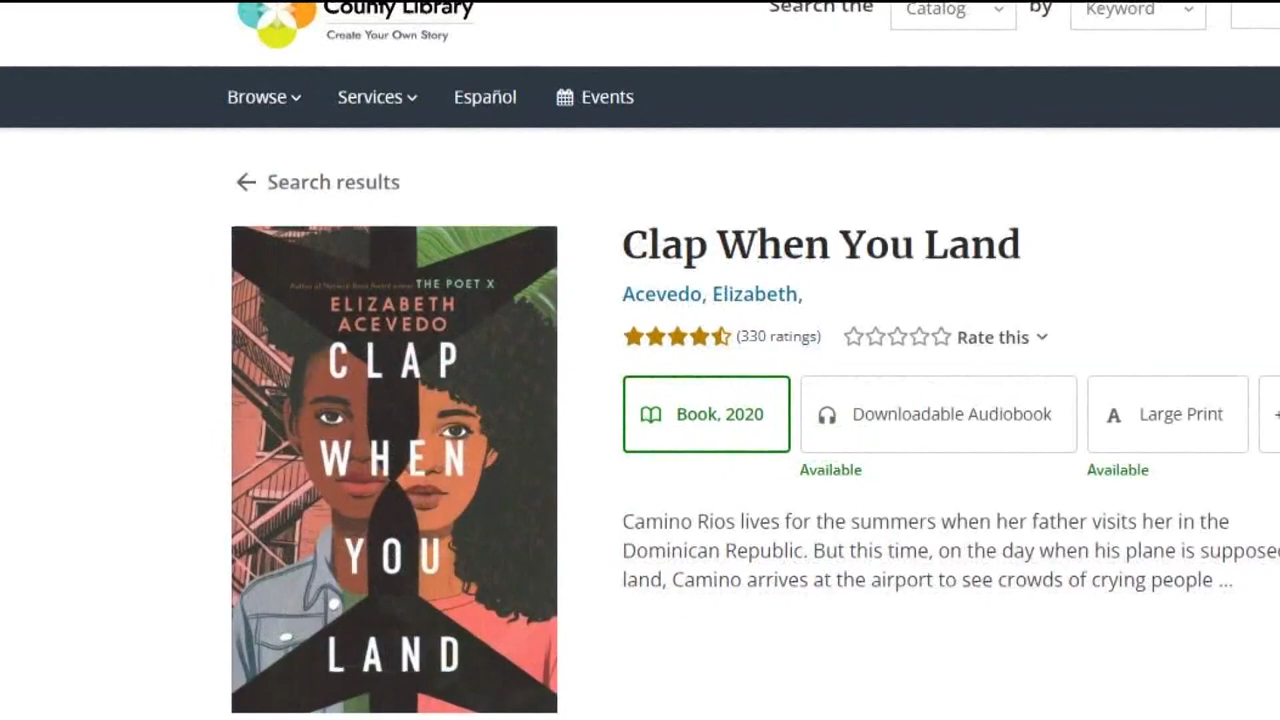 County Library
Create Your Own Story
Search the Catalog by Keyword
Browse Services Español Events
Search results
Author of National Book Award winner THE POET X
ELIZABETH
ACEVEDO
CLAP
WHEN
YOU
LAND
Clap When You Land
Acevedo, Elizabeth,
(330 ratings) Rate this
Book, 2020 Downloadable Audiobook A Large Print
Available Available
Camino Rios lives for the summers when her father visits her in the
Dominican Republic. But this time, on the day when his plane is supposed
land, Camino arrives at the airport to see crowds of crying people ...